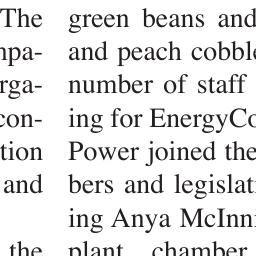 The
mpa-
rga-
con-
tion
and
the
green beans and
and peach cobble
number of staff
ing for EnergyCo
Power joined the
bers and legislati
ing Anya McInni
plant, chamber